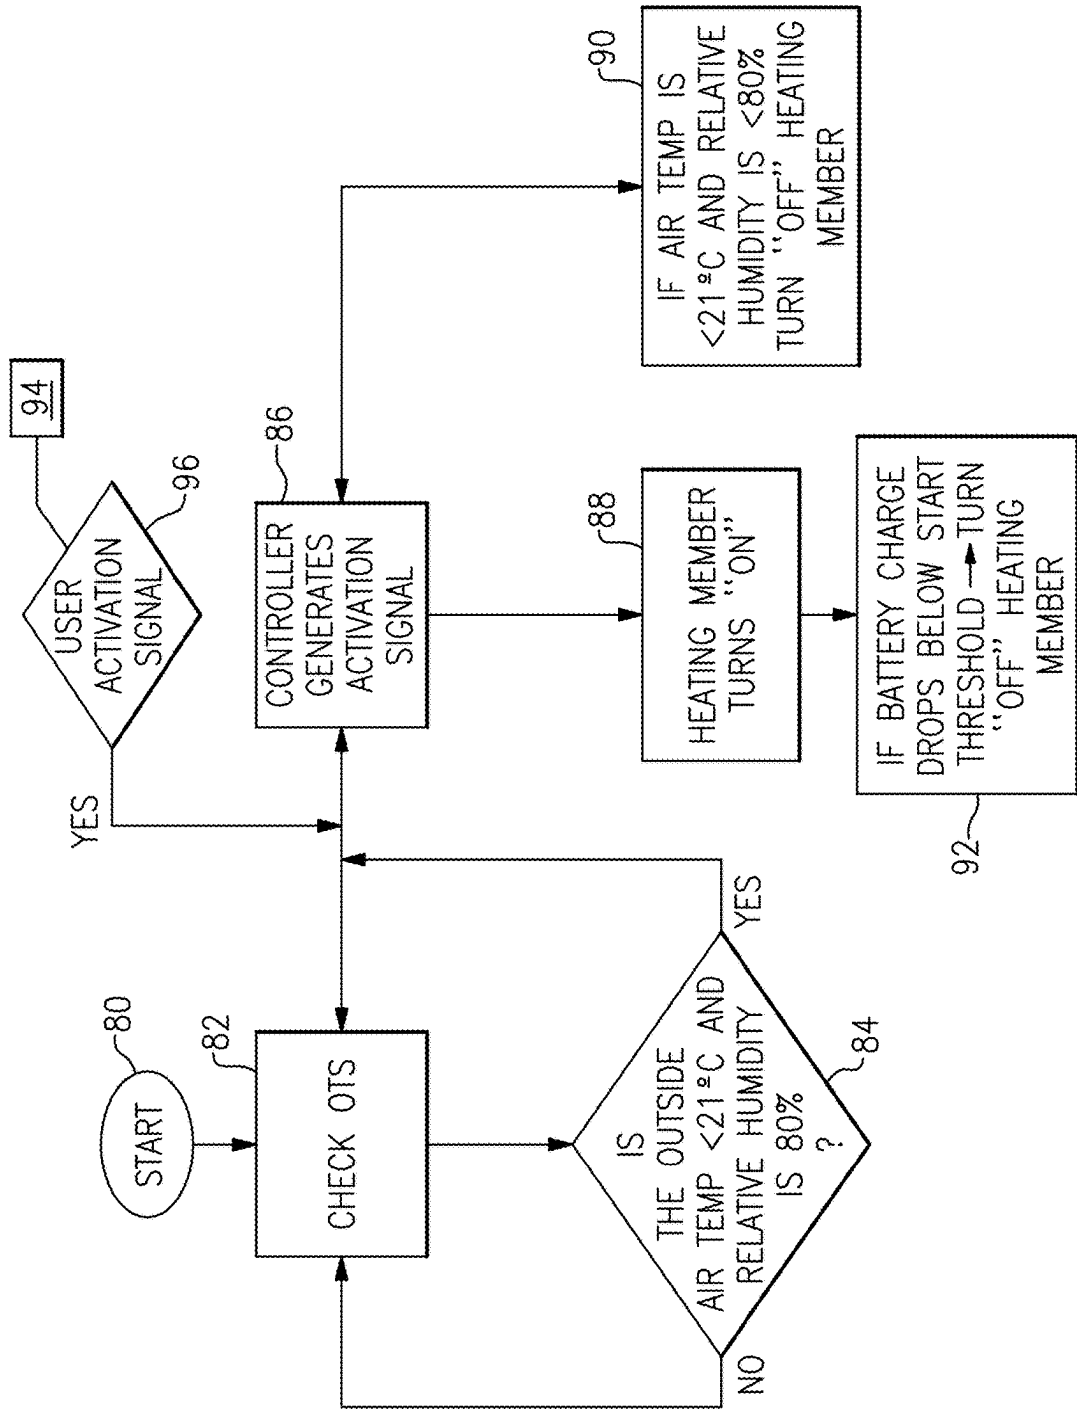 START
80
CHECK OTS
82
IS
THE OUTSIDE
AIR TEMP <21ºC AND
RELATIVE HUMIDITY
IS 80%
?
84
NO
YES
YES
USER
ACTIVATION
SIGNAL
96
94
CONTROLLER
GENERATES
ACTIVATION
SIGNAL
86
HEATING MEMBER
TURNS "ON"
88
IF BATTERY CHARGE
DROPS BELOW START
THRESHOLD → TURN
"OFF" HEATING
MEMBER
92
IF AIR TEMP IS
<21ºC AND RELATIVE
HUMIDITY IS <80%
TURN "OFF" HEATING
MEMBER
90